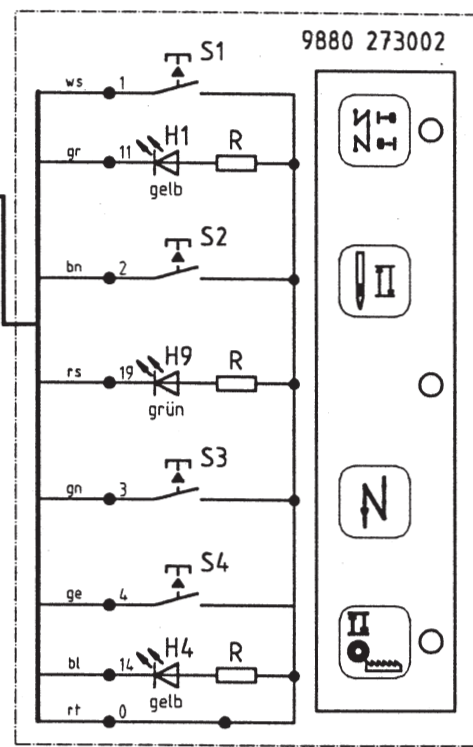 9880 273002
ws 1 S1
gr 11 H1 R
gelb
bn 2 S2
rs 19 H9 R
grün
gn 3 S3
ge 4 S4
bl 14 H4 R
gelb
rt 0